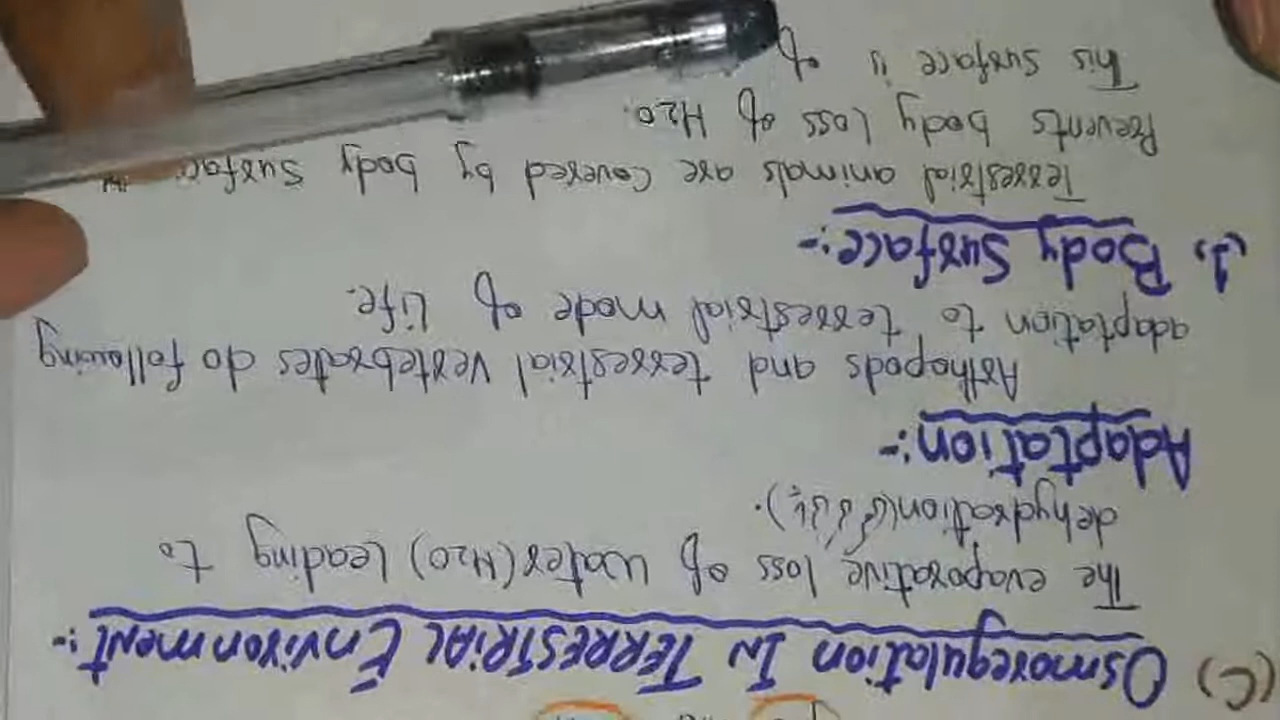 (C) OSmoregulation IN TERRESTRiAL Environment:-
The evaporative loss of water(H2O) leading to
dehydration( ).
Adaptation:-
Arthopods and terrestrial vertebrates do following
adaptation to terrestrial mode of life.
1, Body Surface:-
Terrestrial animals are covered by body surface
Prevents body loss of H2O.
This surface is of